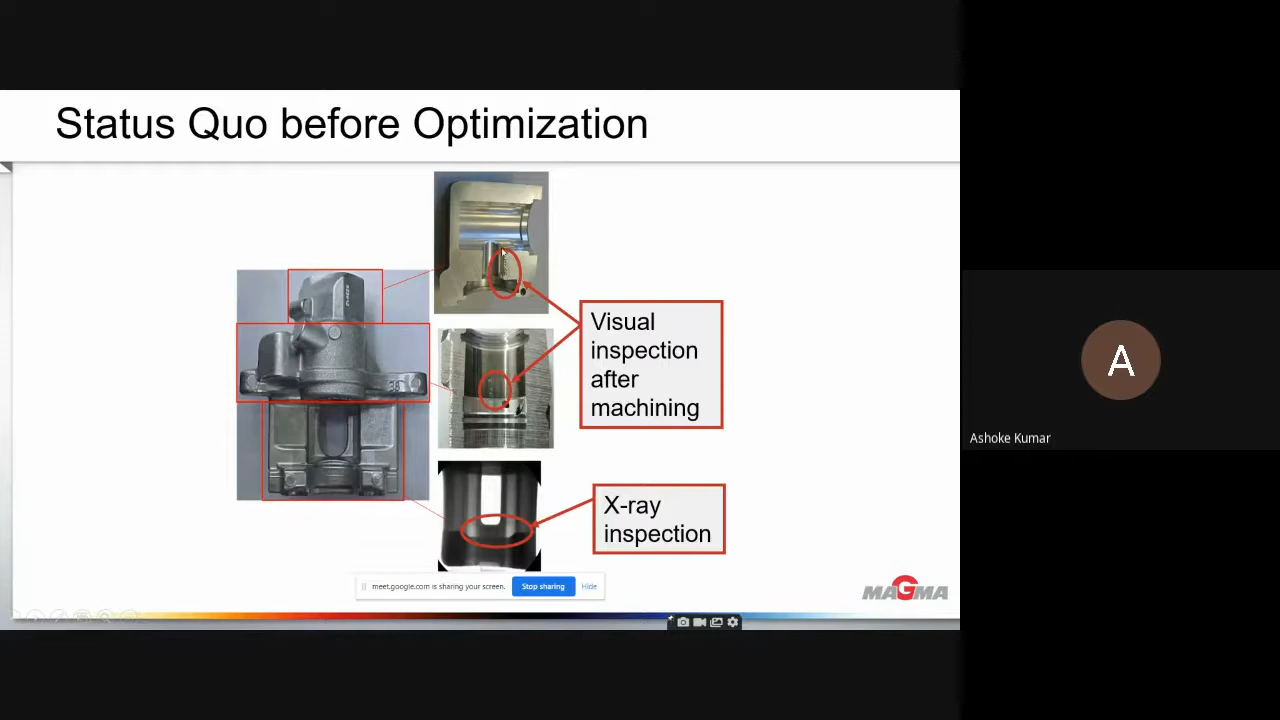 Status Quo before Optimization
Visual
inspection
after
machining
X-ray
inspection
meet.google.com is sharing your screen.
Stop sharing
Hide
MAGMA
A
Ashoke Kumar